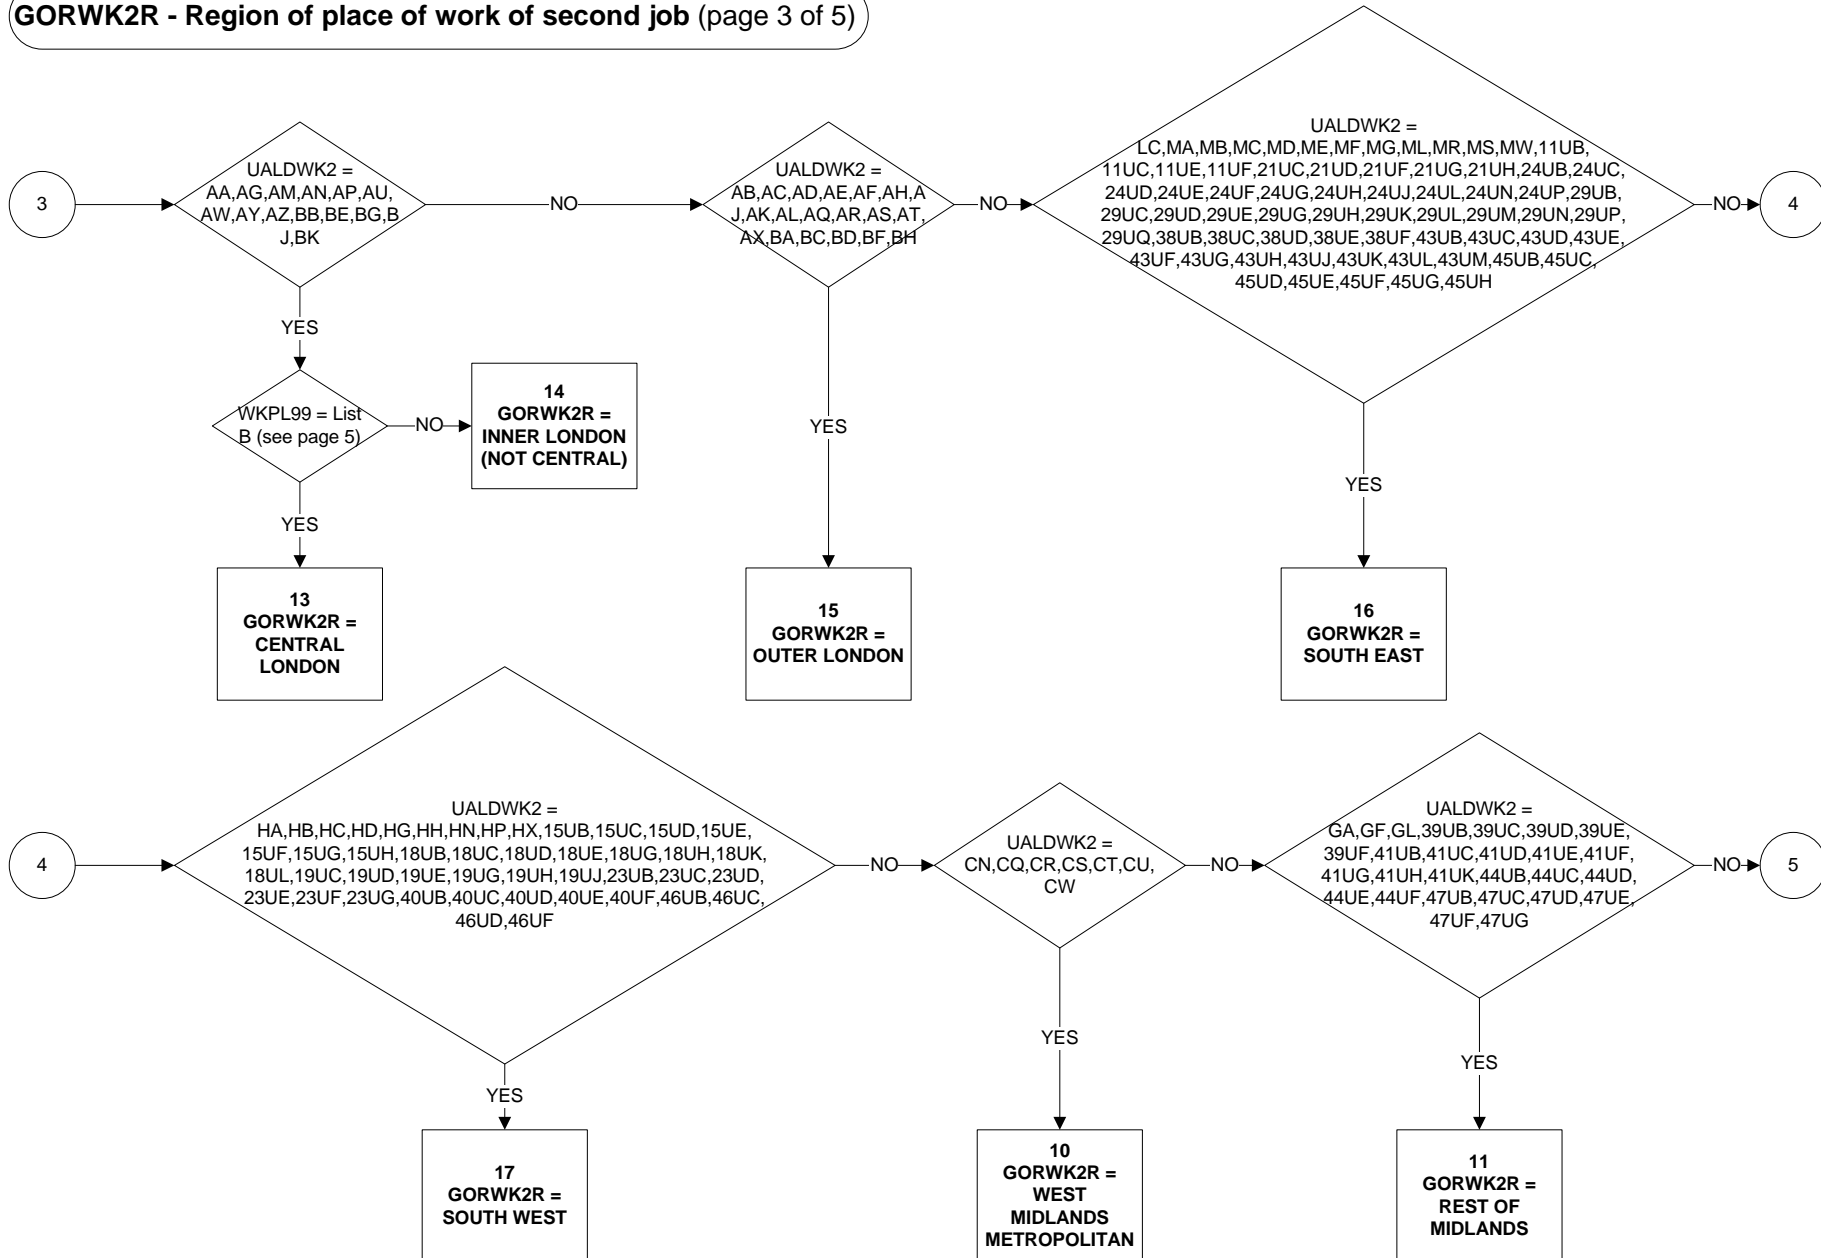 GORWK2R - Region of place of work of second job (page 3 of 5)
3
UALDWK2 =
AA,AG,AM,AN,AP,AU,
AW,AY,AZ,BB,BE,BG,B
J,BK
NO
UALDWK2 =
AB,AC,AD,AE,AF,AH,A
J,AK,AL,AQ,AR,AS,AT,
AX,BA,BC,BD,BF,BH
NO
UALDWK2 =
LC,MA,MB,MC,MD,ME,MF,MG,ML,MR,MS,MW,11UB,
11UC,11UE,11UF,21UC,21UD,21UF,21UG,21UH,24UB,24UC,
24UD,24UE,24UF,24UG,24UH,24UJ,24UL,24UN,24UP,29UB,
29UC,29UD,29UE,29UG,29UH,29UK,29UL,29UM,29UN,29UP,
29UQ,38UB,38UC,38UD,38UE,38UF,43UB,43UC,43UD,43UE,
43UF,43UG,43UH,43UJ,43UK,43UL,43UM,45UB,45UC,
45UD,45UE,45UF,45UG,45UH
NO
4
YES
WKPL99 = List
B (see page 5)
NO
14
GORWK2R =
INNER LONDON
(NOT CENTRAL)
YES
YES
YES
13
GORWK2R =
CENTRAL
LONDON
15
GORWK2R =
OUTER LONDON
16
GORWK2R =
SOUTH EAST
4
UALDWK2 =
HA,HB,HC,HD,HG,HH,HN,HP,HX,15UB,15UC,15UD,15UE,
15UF,15UG,15UH,18UB,18UC,18UD,18UE,18UG,18UH,18UK,
18UL,19UC,19UD,19UE,19UG,19UH,19UJ,23UB,23UC,23UD,
23UE,23UF,23UG,40UB,40UC,40UD,40UE,40UF,46UB,46UC,
46UD,46UF
NO
UALDWK2 =
CN,CQ,CR,CS,CT,CU,
CW
NO
UALDWK2 =
GA,GF,GL,39UB,39UC,39UD,39UE,
39UF,41UB,41UC,41UD,41UE,41UF,
41UG,41UH,41UK,44UB,44UC,44UD,
44UE,44UF,47UB,47UC,47UD,47UE,
47UF,47UG
NO
5
YES
YES
YES
17
GORWK2R =
SOUTH WEST
10
GORWK2R =
WEST
MIDLANDS
METROPOLITAN
11
GORWK2R =
REST OF
MIDLANDS